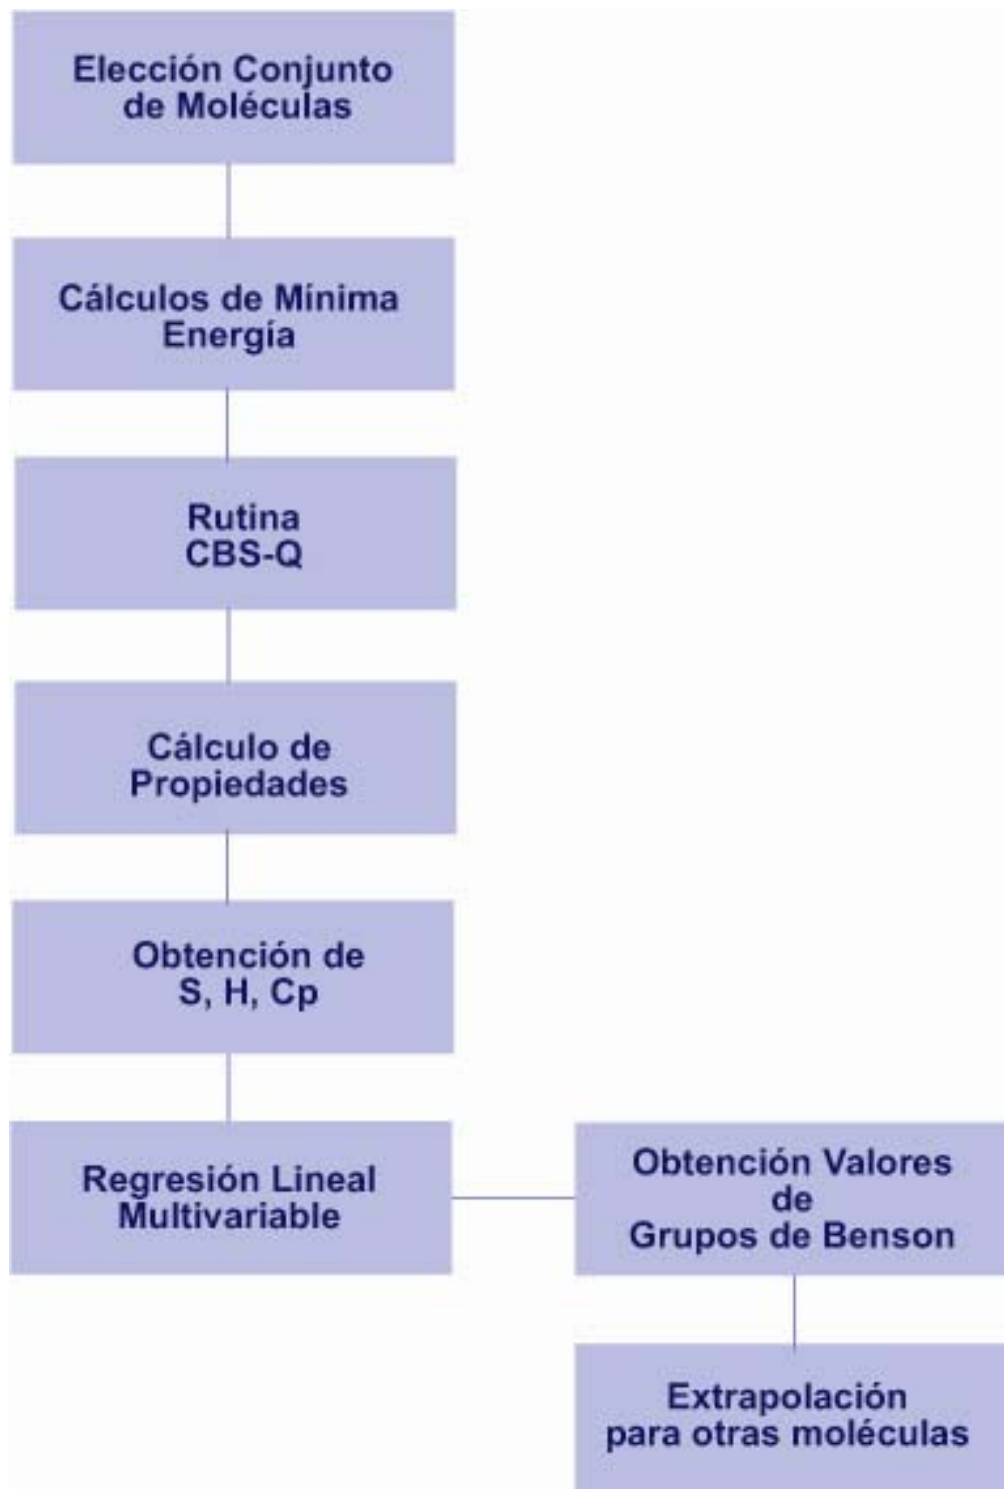 Elección Conjunto
de Moléculas
Cálculos de Mínima
Energía
Rutina
CBS-Q
Cálculo de
Propiedades
Obtención de
S, H, Cp
Regresión Lineal
Multivariable
Obtención Valores
de
Grupos de Benson
Extrapolación
para otras moléculas